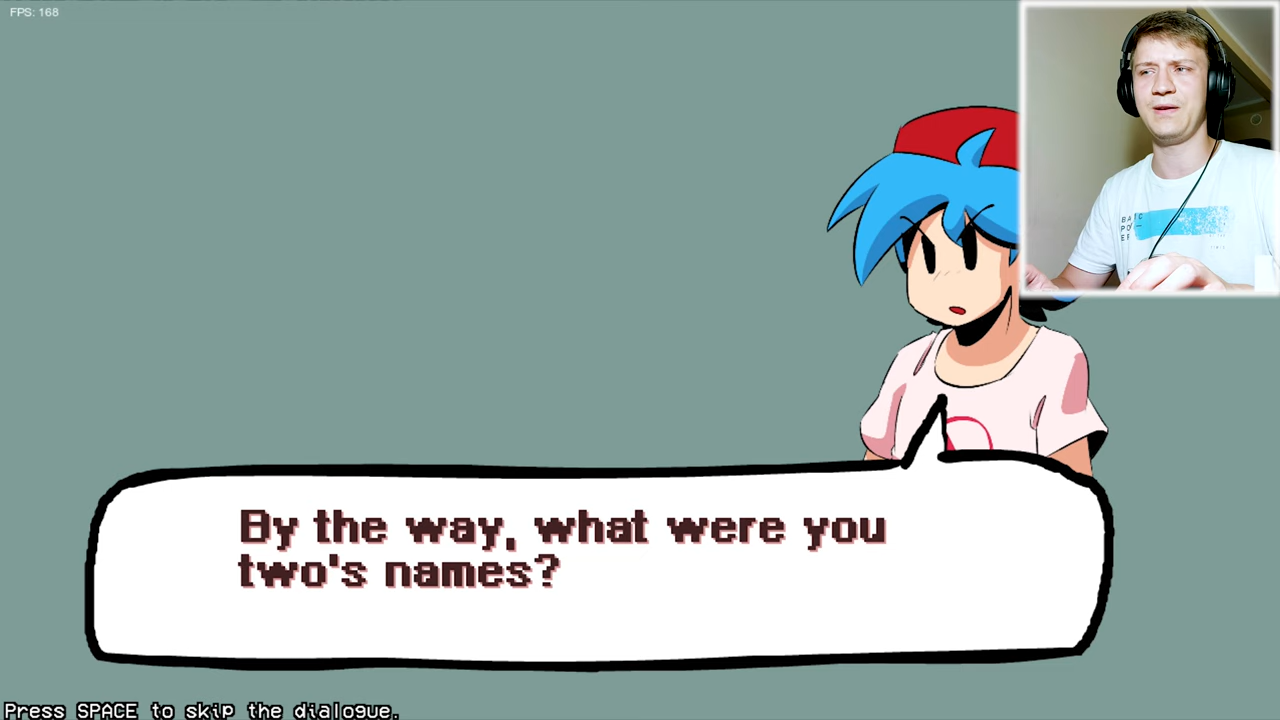 FPS: 168
By the way, what were you
two's names?
Press SPACE to skip the dialogue.